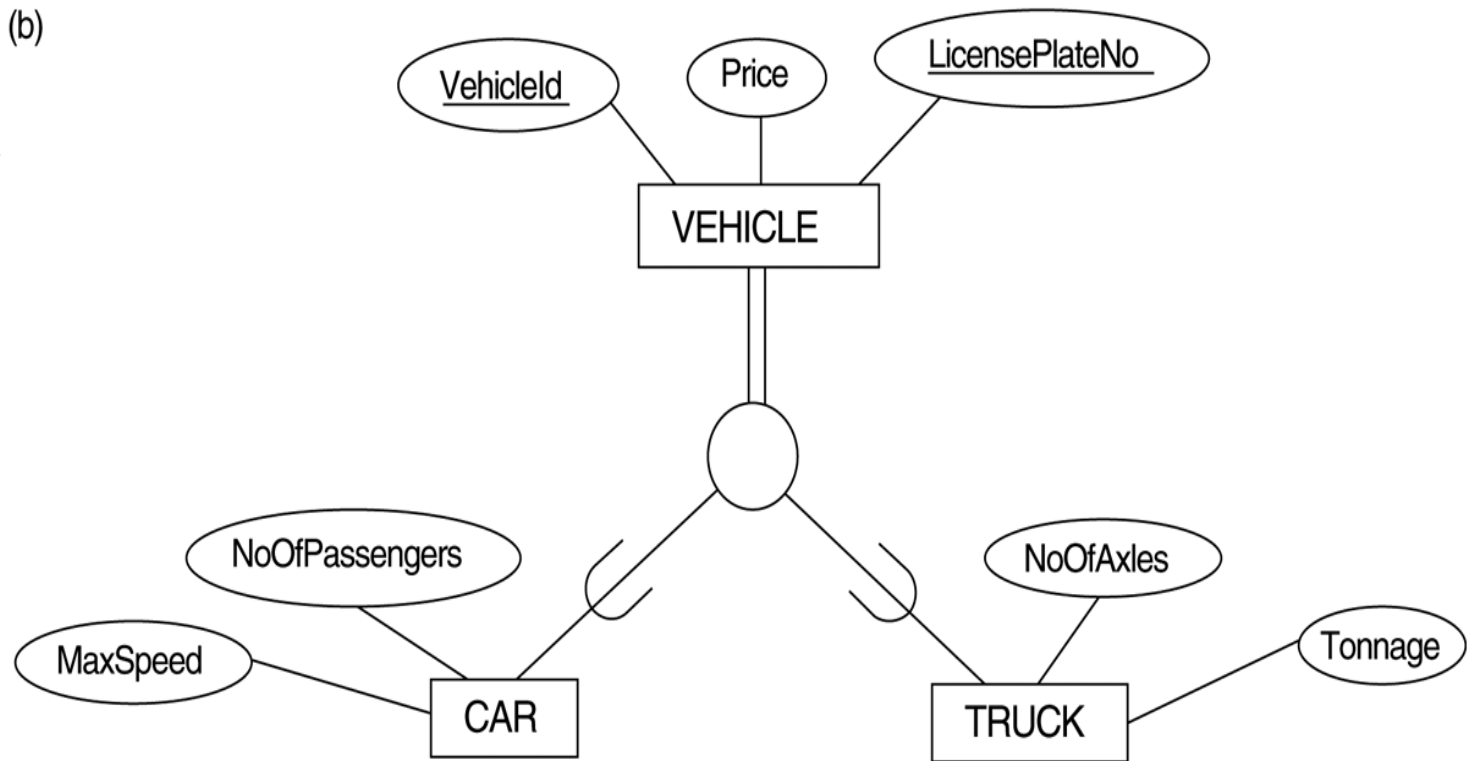 (b)
VehicleId
Price
LicensePlateNo
VEHICLE
NoOfPassengers
NoOfAxles
MaxSpeed
Tonnage
CAR
TRUCK